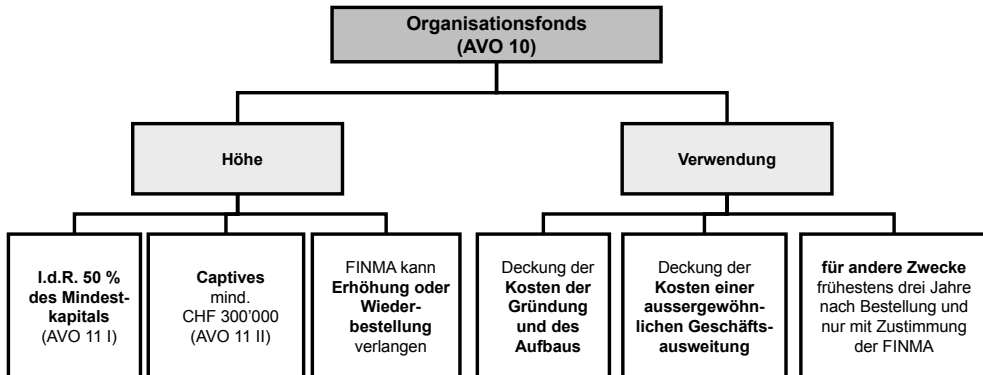 Organisationsfonds
(AVO 10)
Höhe
Verwendung
I.d.R. 50 %
des Mindest-
kapitals
(AVO 11 I)
Captives
mind.
CHF 300'000
(AVO 11 II)
FINMA kann
Erhöhung oder
Wieder-
bestellung
verlangen
Deckung der
Kosten der
Gründung
und des
Aufbaus
Deckung der
Kosten einer
aussergewöhn-
lichen Geschäfts-
ausweitung
für andere Zwecke
frühestens drei Jahre
nach Bestellung und
nur mit Zustimmung
der FINMA